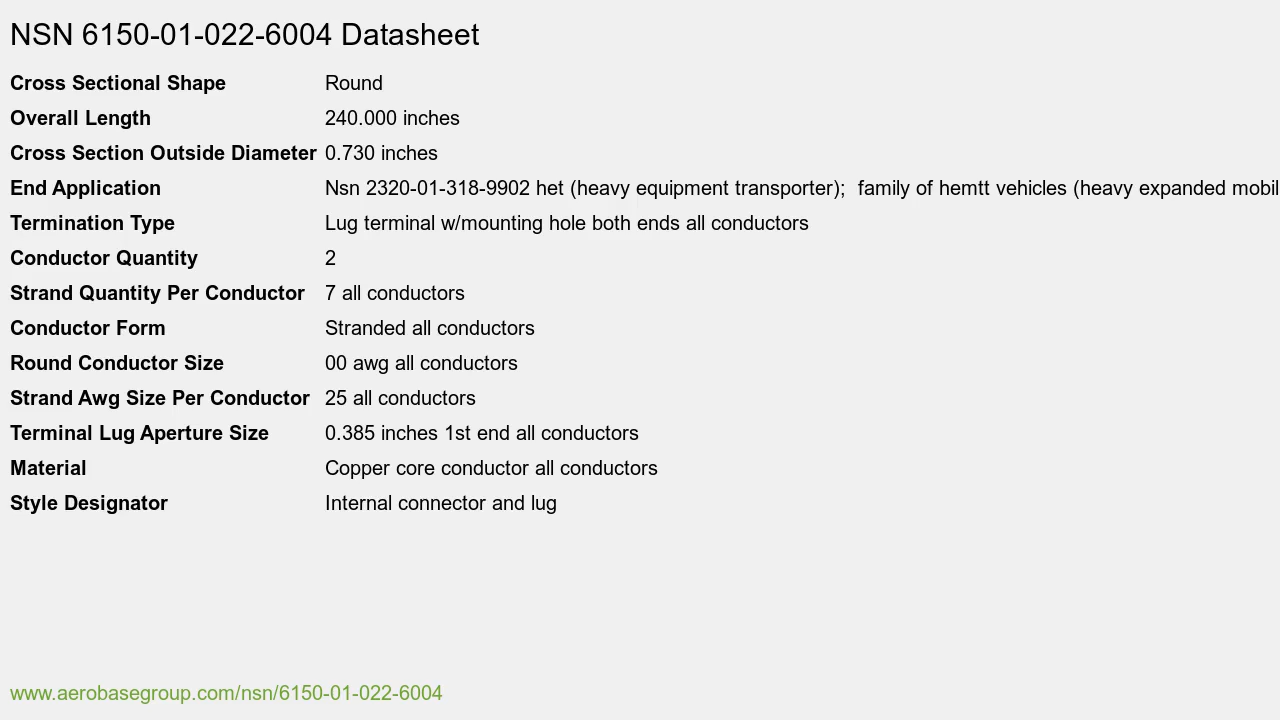 NSN 6150-01-022-6004 Datasheet
Cross Sectional Shape Round
Overall Length 240.000 inches
Cross Section Outside Diameter 0.730 inches
End Application Nsn 2320-01-318-9902 het (heavy equipment transporter);  family of hemtt vehicles (heavy expanded mobil
Termination Type Lug terminal w/mounting hole both ends all conductors
Conductor Quantity 2
Strand Quantity Per Conductor 7 all conductors
Conductor Form Stranded all conductors
Round Conductor Size 00 awg all conductors
Strand Awg Size Per Conductor 25 all conductors
Terminal Lug Aperture Size 0.385 inches 1st end all conductors
Material Copper core conductor all conductors
Style Designator Internal connector and lug
www.aerobasegroup.com/nsn/6150-01-022-6004